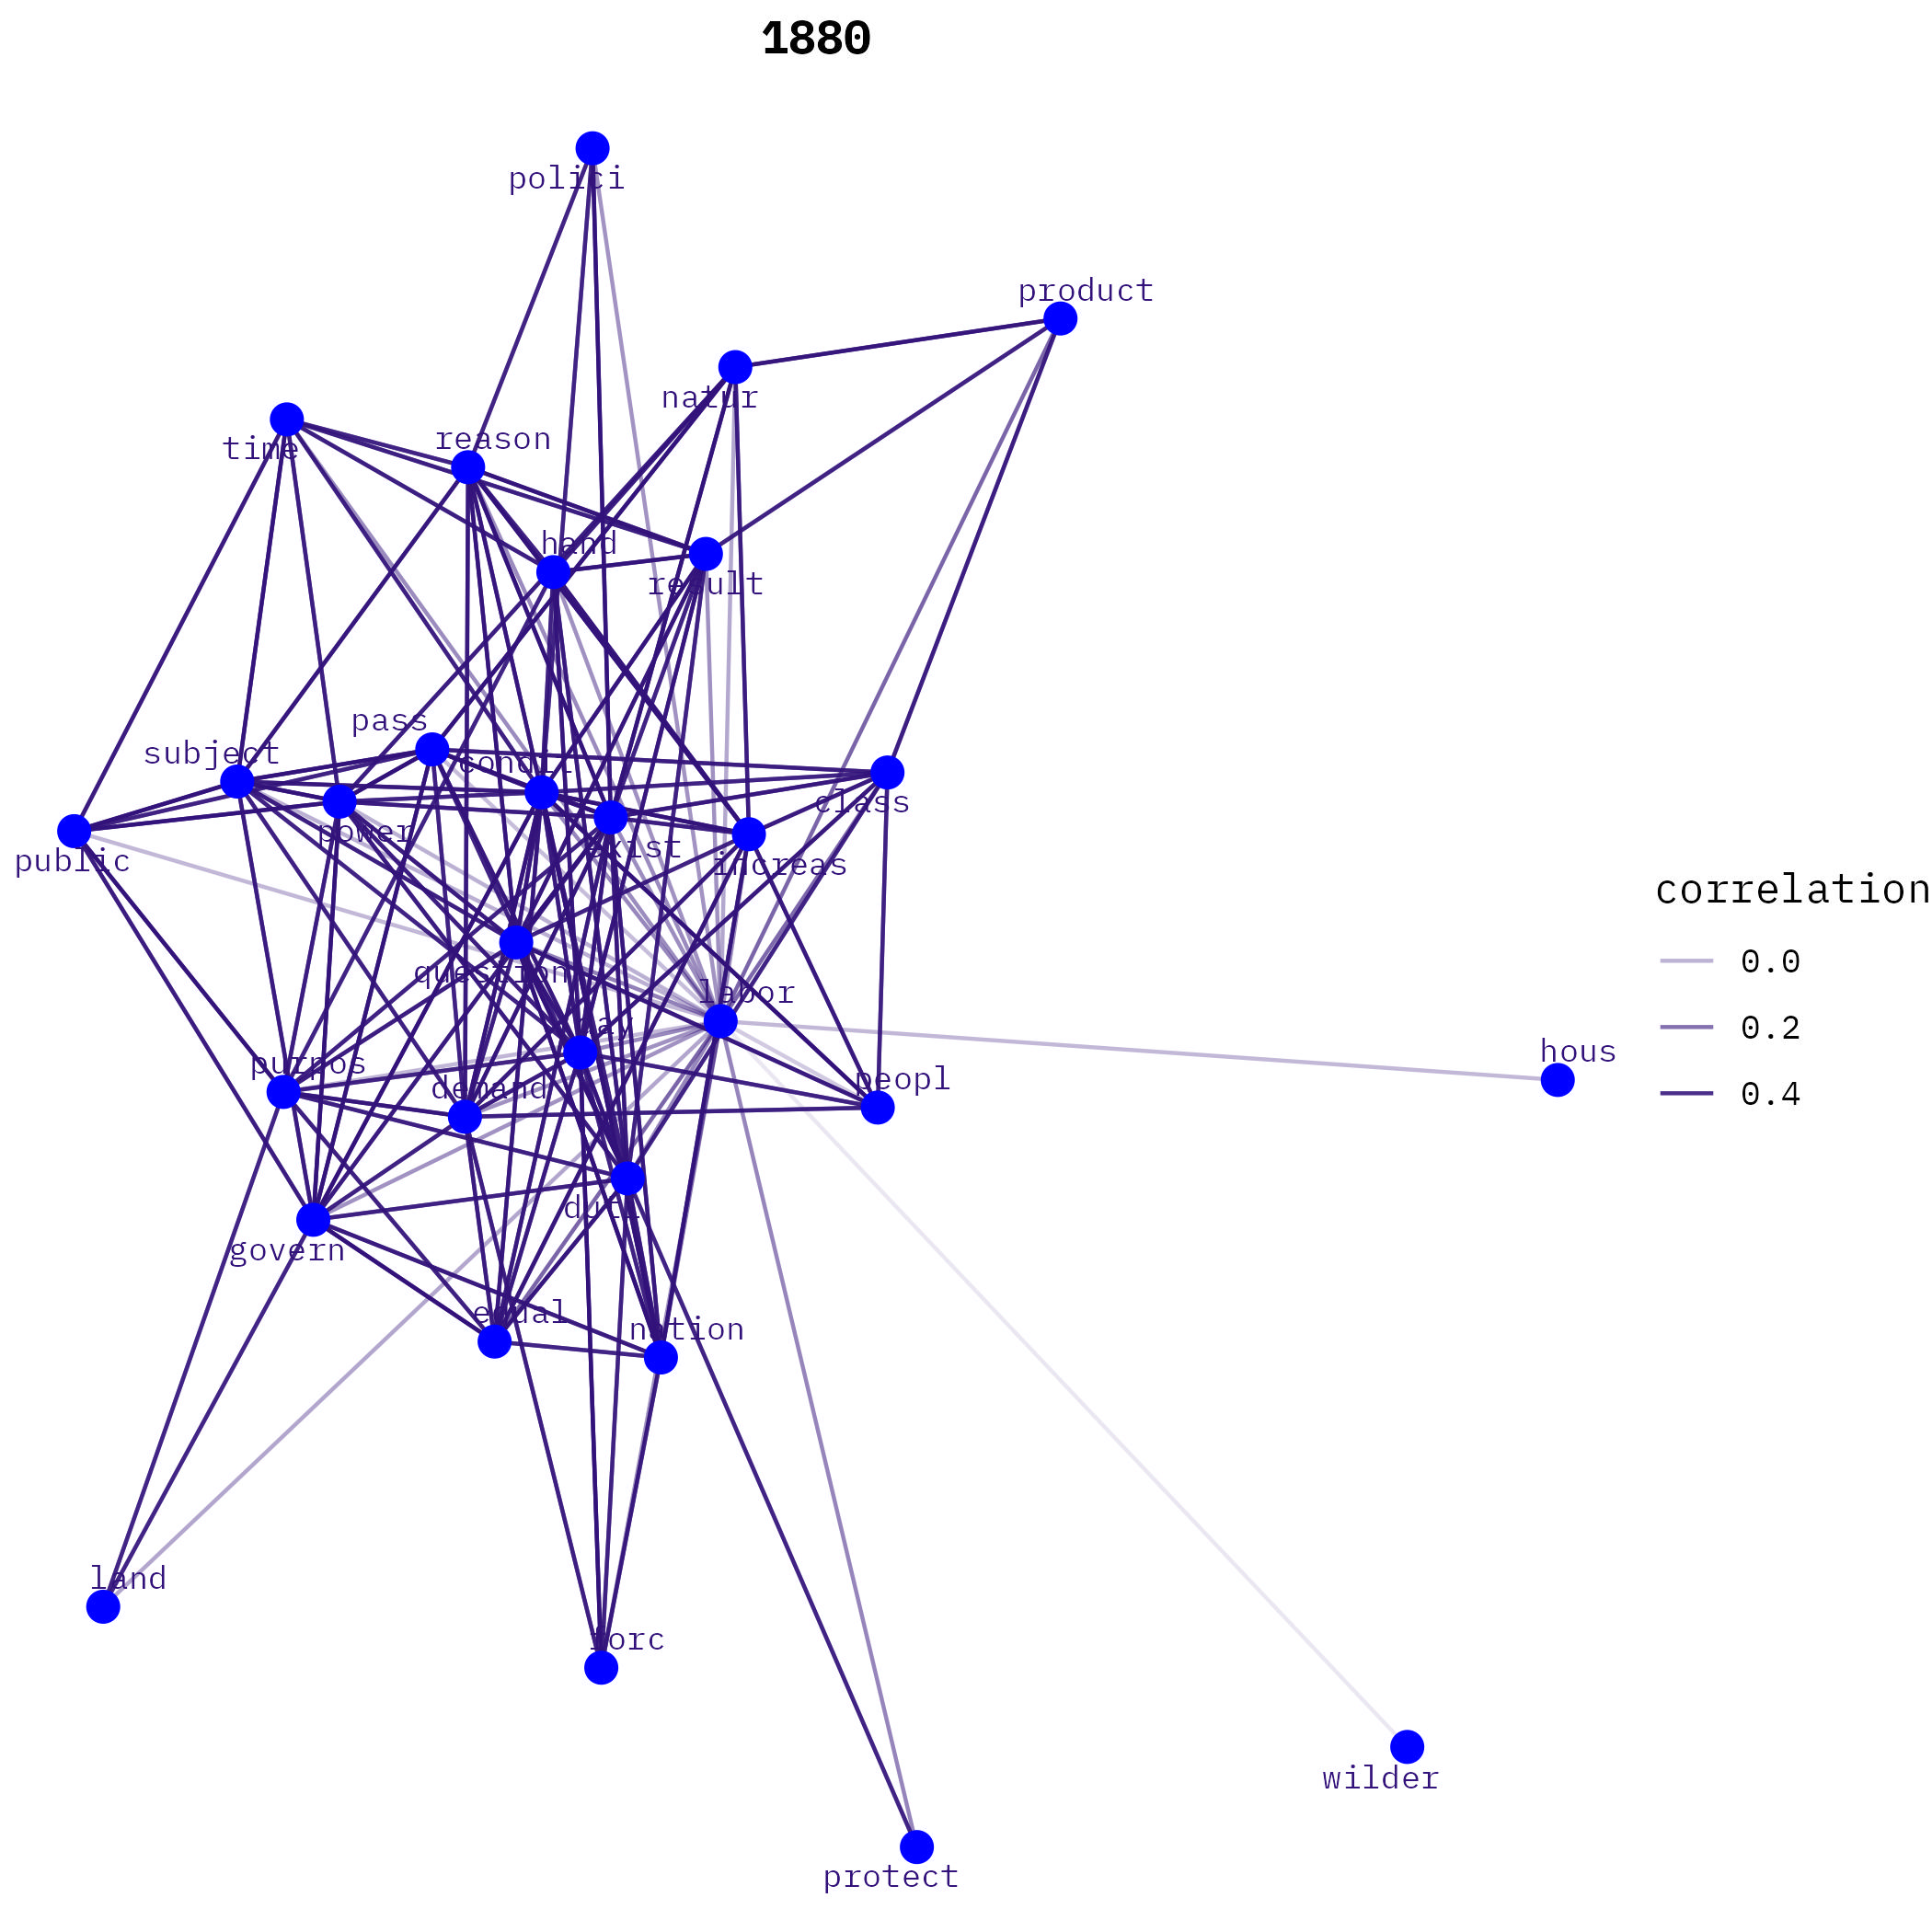 1880
polici
product
natur
time
reason
hand
result
pass
subject
condit
class
power
exist
public
increas
question
labor
day
hous
purpos
demand
peopl
duti
govern
equal
nation
land
forc
wilder
protect
correlation
0.0
0.2
0.4